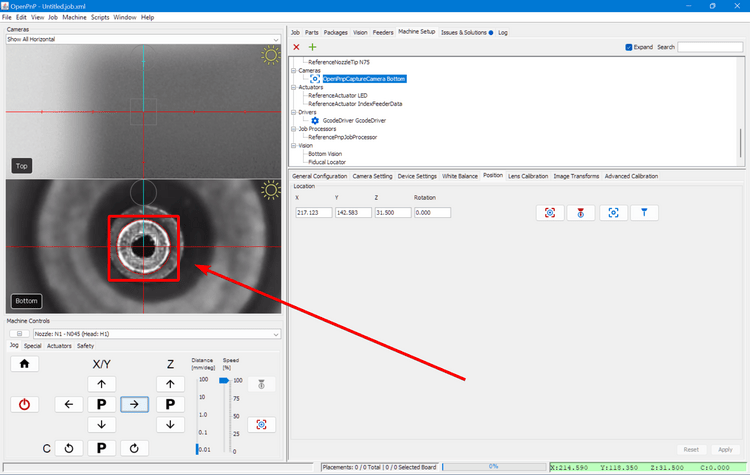 OpenPnP - Untitled.job.xml
File Edit View Job Machine Scripts Window Help
Cameras
Show All Horizontal
Top
Bottom
Machine Controls
Nozzle: N1 - N045 (Head: H1)
Jog Special Actuators Safety
X/Y Z Distance [mm/deg] Speed [%]
100 100
10 75
P P
1.0 50
0.1 25
0.01 0
C P
Job Parts Packages Vision Feeders Machine Setup Issues & Solutions Log
Expand Search
ReferenceNozzleTip N75
Cameras
OpenPnpCaptureCamera Bottom
Actuators
ReferenceActuator LED
ReferenceActuator IndexFeederData
Drivers
GcodeDriver GcodeDriver
Job Processors
ReferencePnpJobProcessor
Vision
Bottom Vision
Fiducial Locator
General Configuration Camera Settling Device Settings White Balance Position Lens Calibration Image Transforms Advanced Calibration
Location
X Y Z Rotation
217.123 142.583 31.500 0.000
Reset Apply
Placements: 0 / 0 Total | 0 / 0 Selected Board 0% X:214.590 Y:118.350 Z:31.500 C:0.000